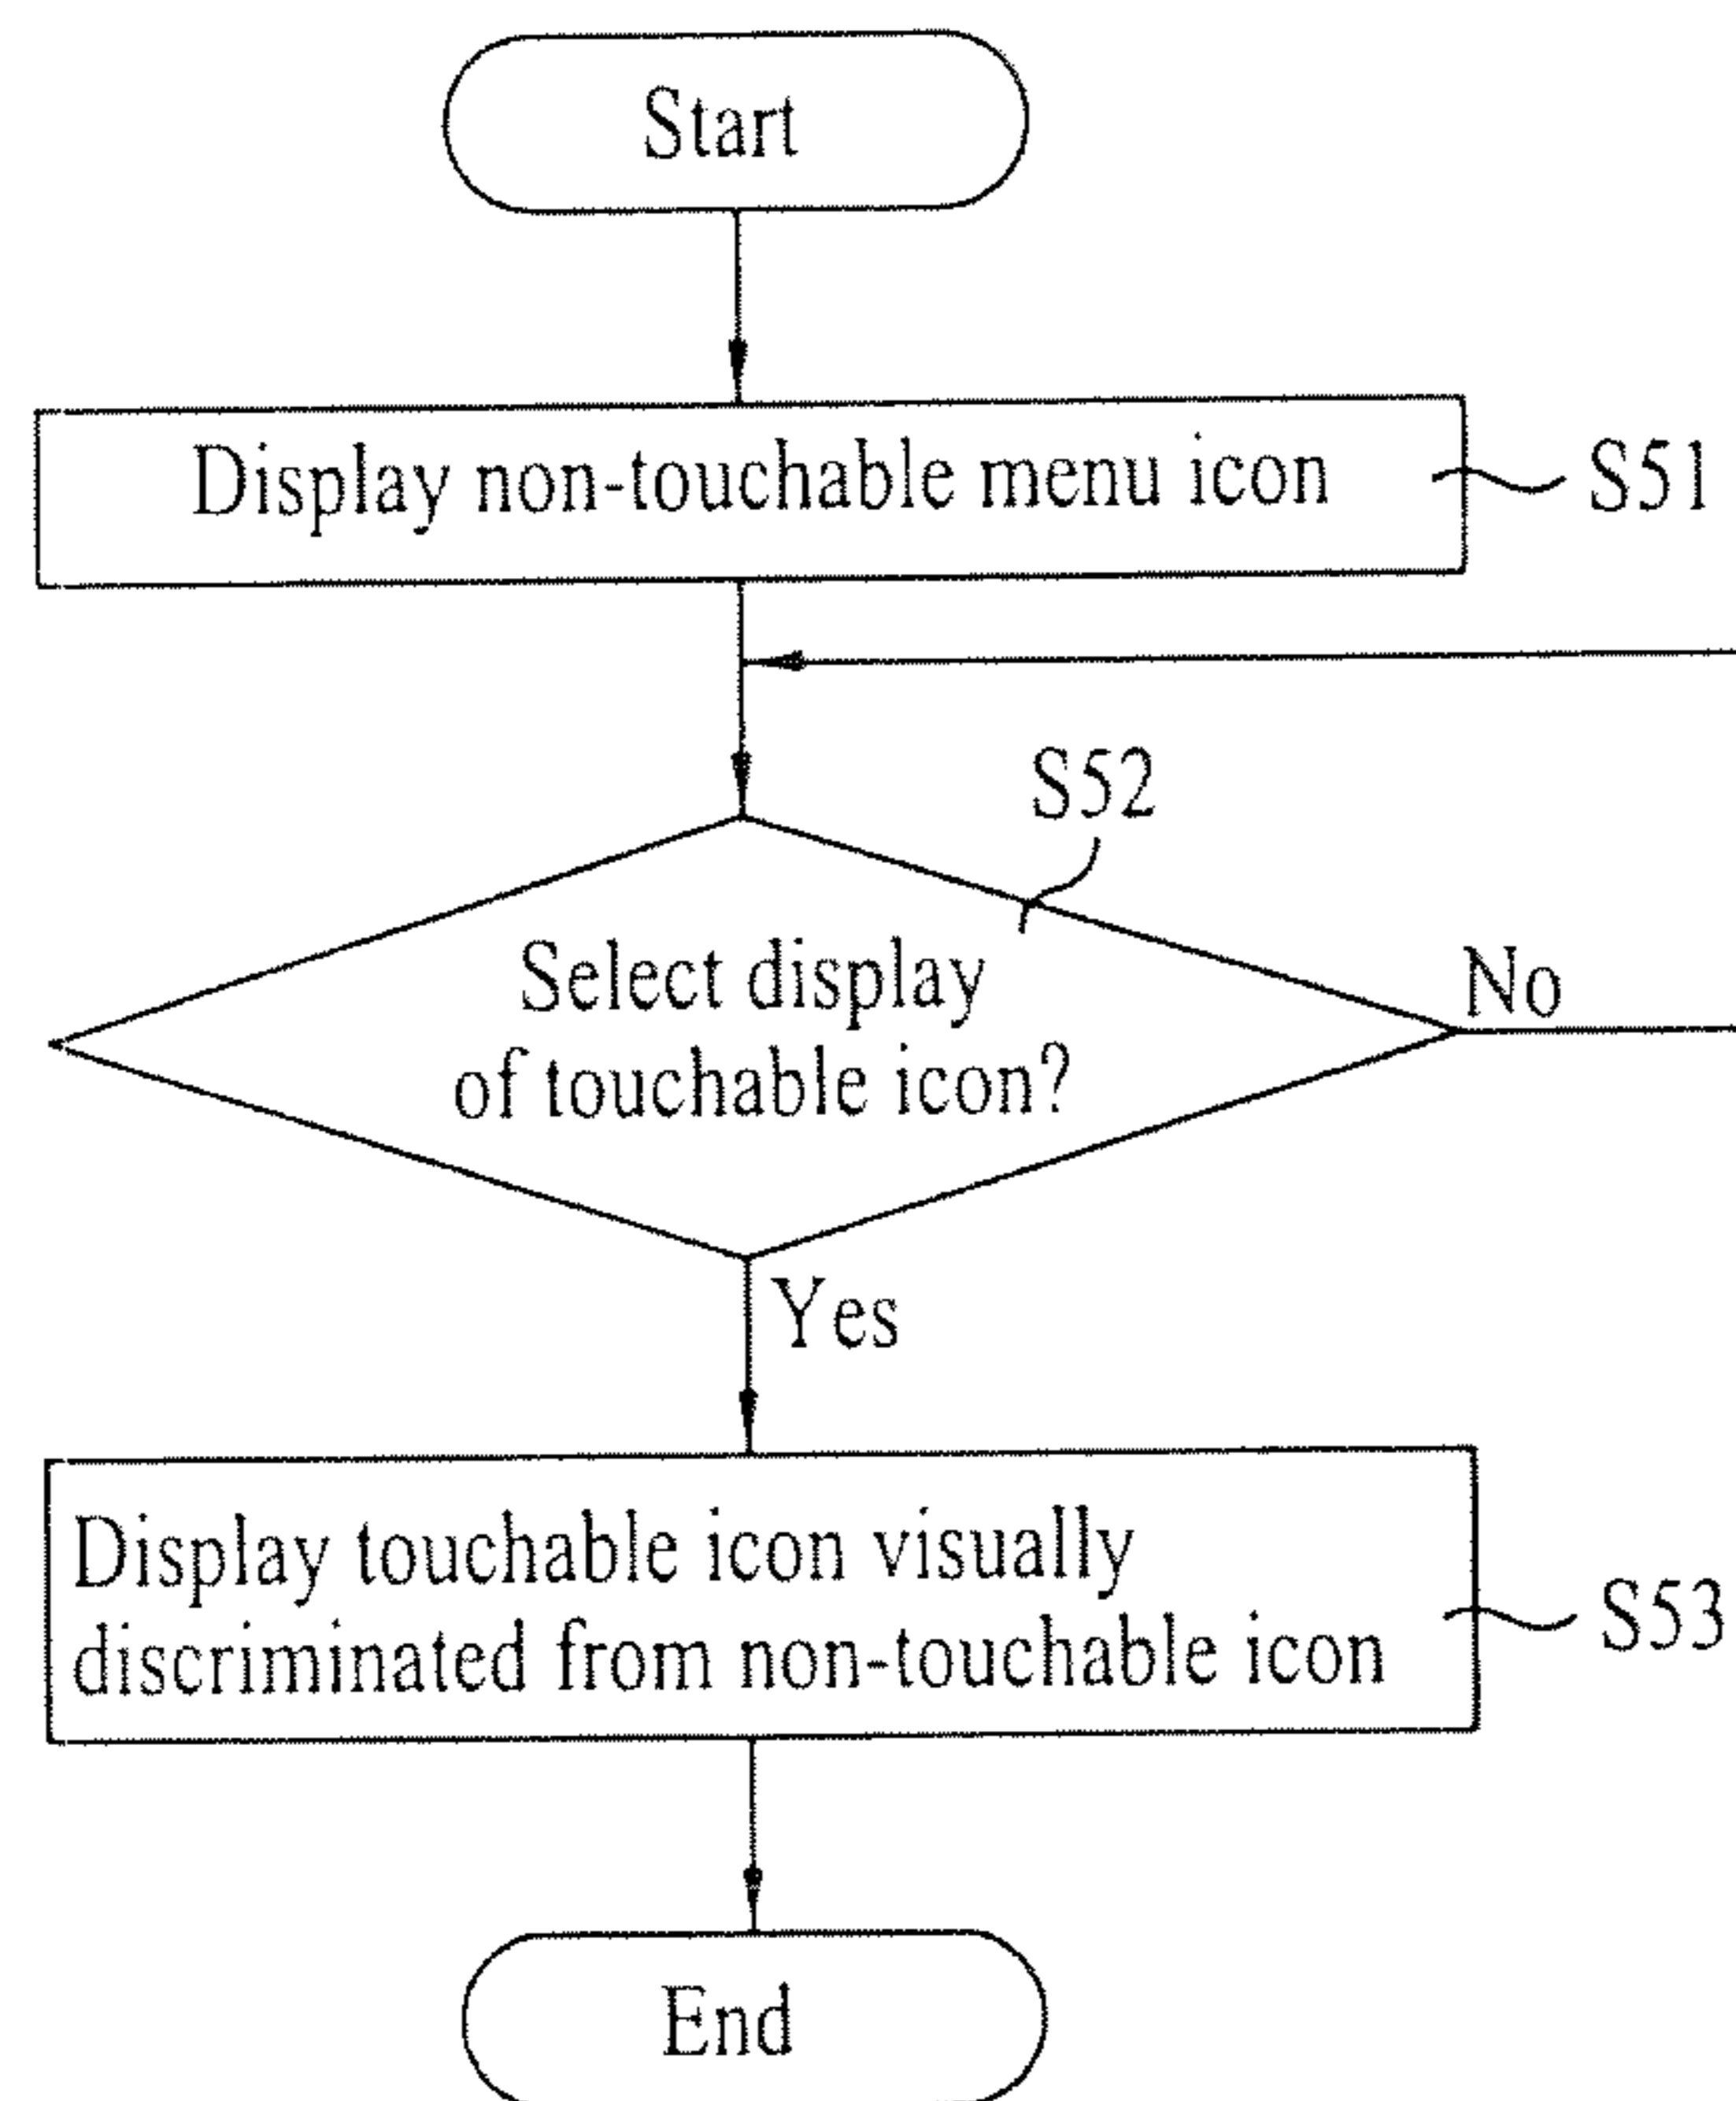 Start
Display non-touchable menu icon
S51
S52
Select display
of touchable icon?
No
Yes
Display touchable icon visually
discriminated from non-touchable icon
S53
End